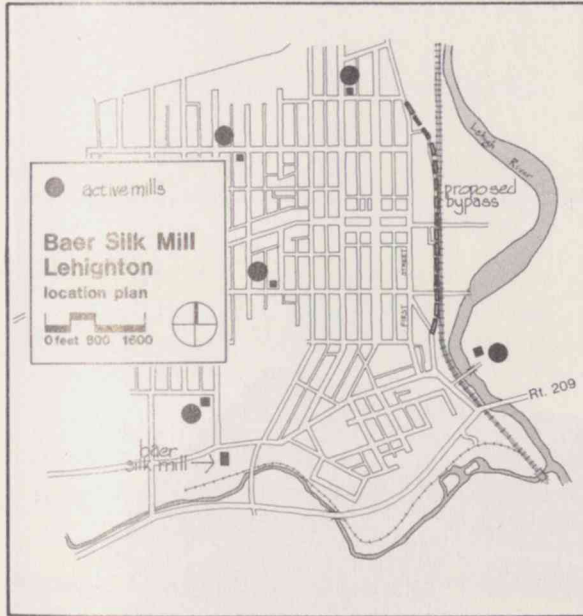 active mills
Baer Silk Mill
Lehighton
location plan
0 feet 800 1600
Lehigh
River
proposed
bypass
FIRST STREET
Rt. 209
baer
silk mill